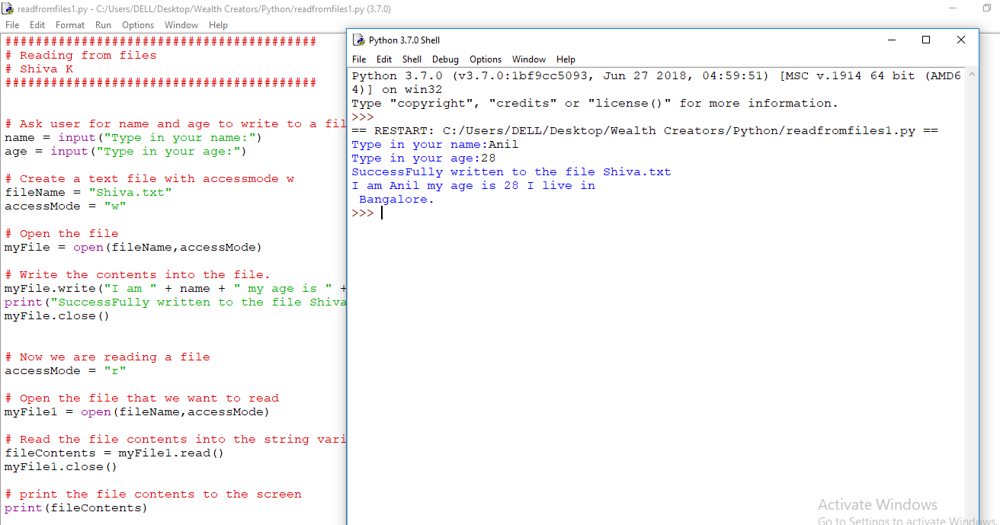 readfromfiles1.py - C:/Users/DELL/Desktop/Wealth Creators/Python/readfromfiles1.py (3.7.0)
File Edit Format Run Options Window Help
#########################################
# Reading from files
# Shiva K
#########################################
# Ask user for name and age to write to a fil
name = input("Type in your name:")
age = input("Type in your age:")
# Create a text file with accessmode w
fileName = "Shiva.txt"
accessMode = "w"
# Open the file
myFile = open(fileName,accessMode)
# Write the contents into the file.
myFile.write("I am " + name + " my age is " +
print("SuccessFully written to the file Shiva
myFile.close()
# Now we are reading a file
accessMode = "r"
# Open the file that we want to read
myFile1 = open(fileName,accessMode)
# Read the file contents into the string vari
fileContents = myFile1.read()
myFile1.close()
# print the file contents to the screen
print(fileContents)
Python 3.7.0 Shell
File Edit Shell Debug Options Window Help
Python 3.7.0 (v3.7.0:1bf9cc5093, Jun 27 2018, 04:59:51) [MSC v.1914 64 bit (AMD6
4)] on win32
Type "copyright", "credits" or "license()" for more information.
>>>
== RESTART: C:/Users/DELL/Desktop/Wealth Creators/Python/readfromfiles1.py ==
Type in your name:Anil
Type in your age:28
SuccessFully written to the file Shiva.txt
I am Anil my age is 28 I live in
 Bangalore.
>>>
Activate Windows
Go to Settings to activate Windows.